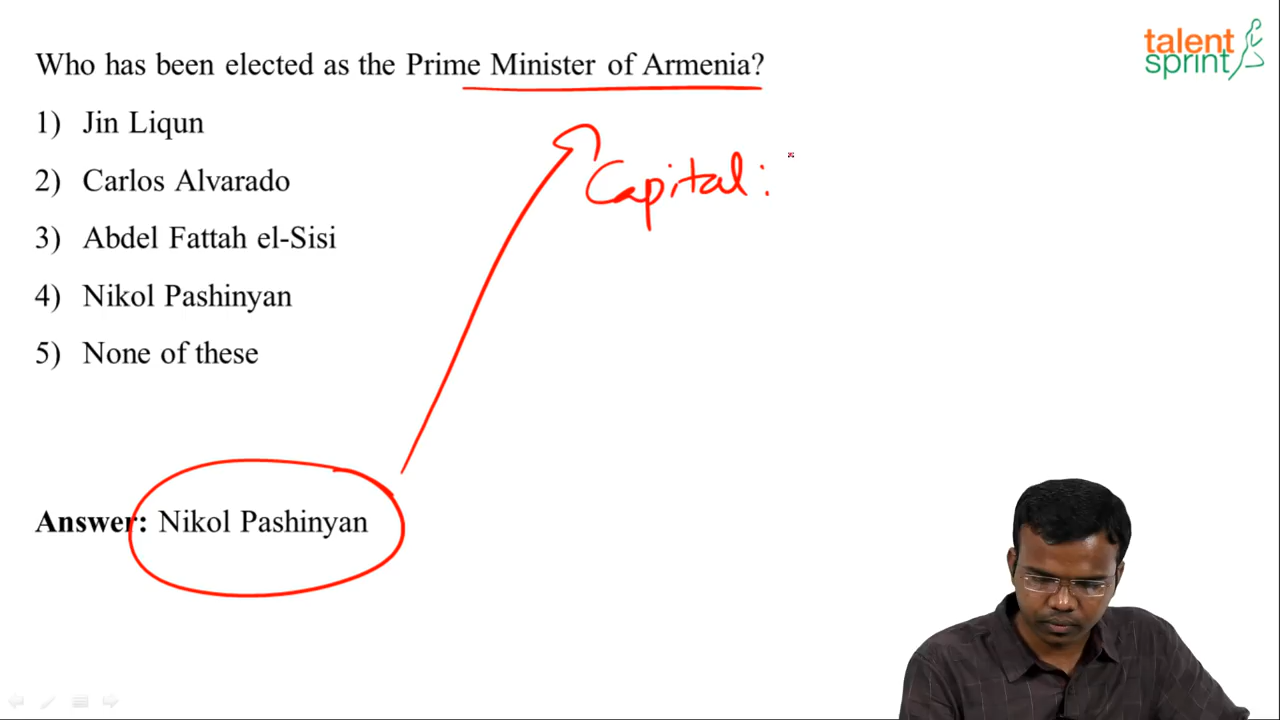 talent
sprint
Who has been elected as the Prime Minister of Armenia?
1) Jin Liqun
2) Carlos Alvarado
3) Abdel Fattah el-Sisi
4) Nikol Pashinyan
5) None of these
Capital:
Answer: Nikol Pashinyan